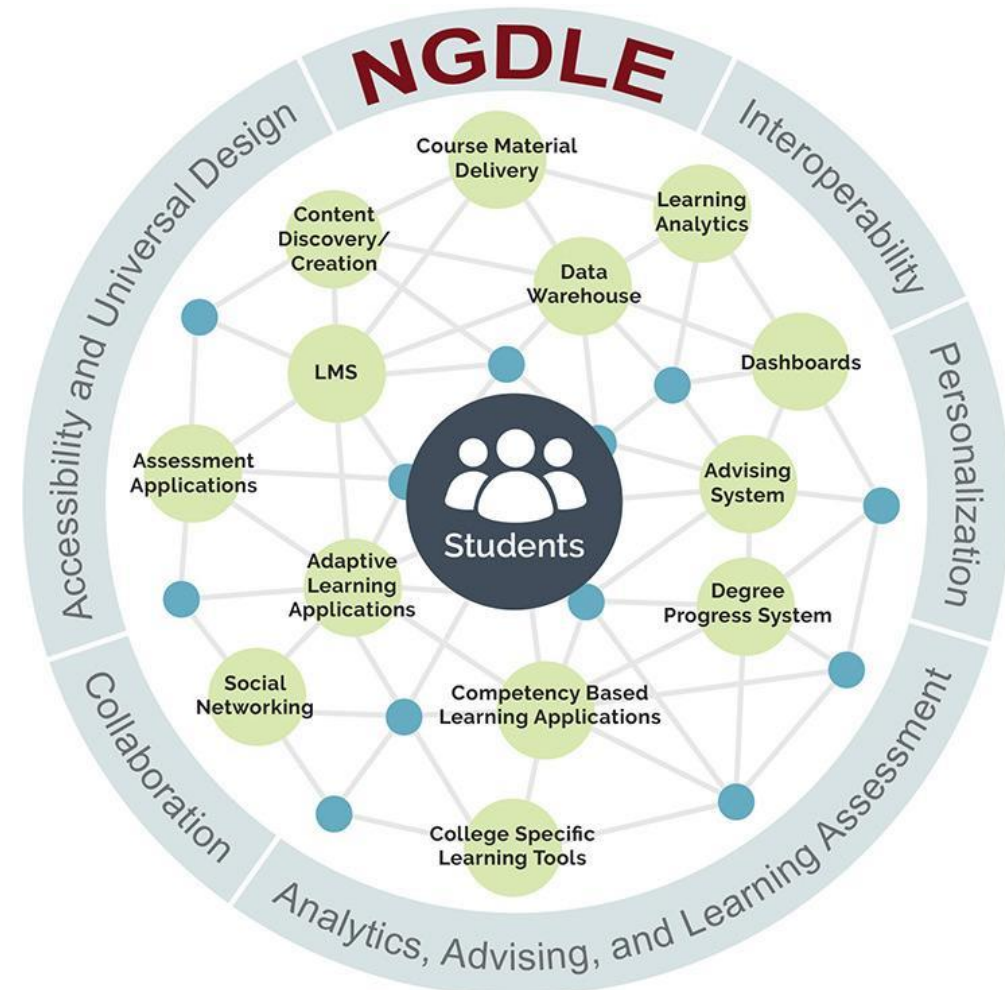 NGDLE
Accessibility and Universal Design
Interoperability
Personalization
Analytics, Advising, and Learning Assessment
Collaboration
Course Material
Delivery
Learning
Analytics
Content
Discovery/
Creation
Data
Warehouse
LMS
Dashboards
Assessment
Applications
Advising
System
Students
Adaptive
Learning
Applications
Degree
Progress System
Social
Networking
Competency Based
Learning Applications
College Specific
Learning Tools